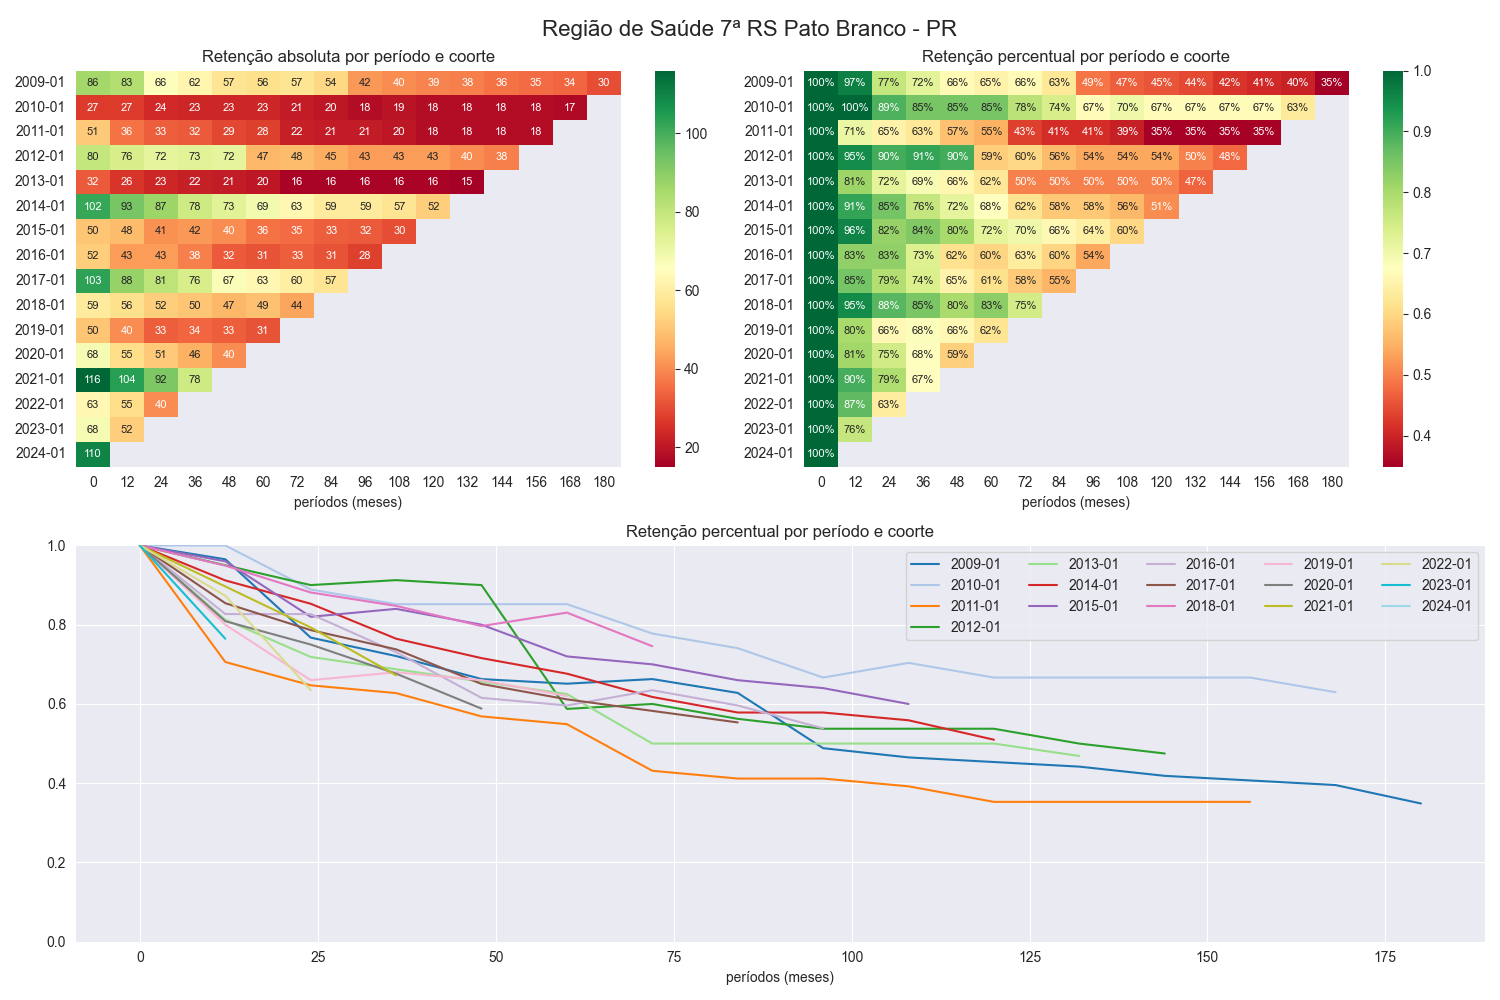 Região de Saúde 7ª RS Pato Branco - PR
Retenção absoluta por período e coorte
2009-01 86 83 66 62 57 56 57 54 42 40 39 38 36 35 34 30
2010-01 27 27 24 23 23 23 21 20 18 19 18 18 18 18 17
2011-01 51 36 33 32 29 28 22 21 21 20 18 18 18 18
2012-01 80 76 72 73 72 47 48 45 43 43 43 40 38
2013-01 32 26 23 22 21 20 16 16 16 16 16 15
2014-01 102 93 87 78 73 69 63 59 59 57 52
2015-01 50 48 41 42 40 36 35 33 32 30
2016-01 52 43 43 38 32 31 33 31 28
2017-01 103 88 81 76 67 63 60 57
2018-01 59 56 52 50 47 49 44
2019-01 50 40 33 34 33 31
2020-01 68 55 51 46 40
2021-01 116 104 92 78
2022-01 63 55 40
2023-01 68 52
2024-01 110
0 12 24 36 48 60 72 84 96 108 120 132 144 156 168 180
períodos (meses)
100
80
60
40
20
Retenção percentual por período e coorte
2009-01 100% 97% 77% 72% 66% 65% 66% 63% 49% 47% 45% 44% 42% 41% 40% 35%
2010-01 100% 100% 89% 85% 85% 85% 78% 74% 67% 70% 67% 67% 67% 67% 63%
2011-01 100% 71% 65% 63% 57% 55% 43% 41% 41% 39% 35% 35% 35% 35%
2012-01 100% 95% 90% 91% 90% 59% 60% 56% 54% 54% 54% 50% 48%
2013-01 100% 81% 72% 69% 66% 62% 50% 50% 50% 50% 50% 47%
2014-01 100% 91% 85% 76% 72% 68% 62% 58% 58% 56% 51%
2015-01 100% 96% 82% 84% 80% 72% 70% 66% 64% 60%
2016-01 100% 83% 83% 73% 62% 60% 63% 60% 54%
2017-01 100% 85% 79% 74% 65% 61% 58% 55%
2018-01 100% 95% 88% 85% 80% 83% 75%
2019-01 100% 80% 66% 68% 66% 62%
2020-01 100% 81% 75% 68% 59%
2021-01 100% 90% 79% 67%
2022-01 100% 87% 63%
2023-01 100% 76%
2024-01 100%
0 12 24 36 48 60 72 84 96 108 120 132 144 156 168 180
períodos (meses)
1.0
0.9
0.8
0.7
0.6
0.5
0.4
Retenção percentual por período e coorte
1.0
0.8
0.6
0.4
0.2
0.0
2009-01 2013-01 2016-01 2019-01 2022-01
2010-01 2014-01 2017-01 2020-01 2023-01
2011-01 2015-01 2018-01 2021-01 2024-01
2012-01
0 25 50 75 100 125 150 175
períodos (meses)